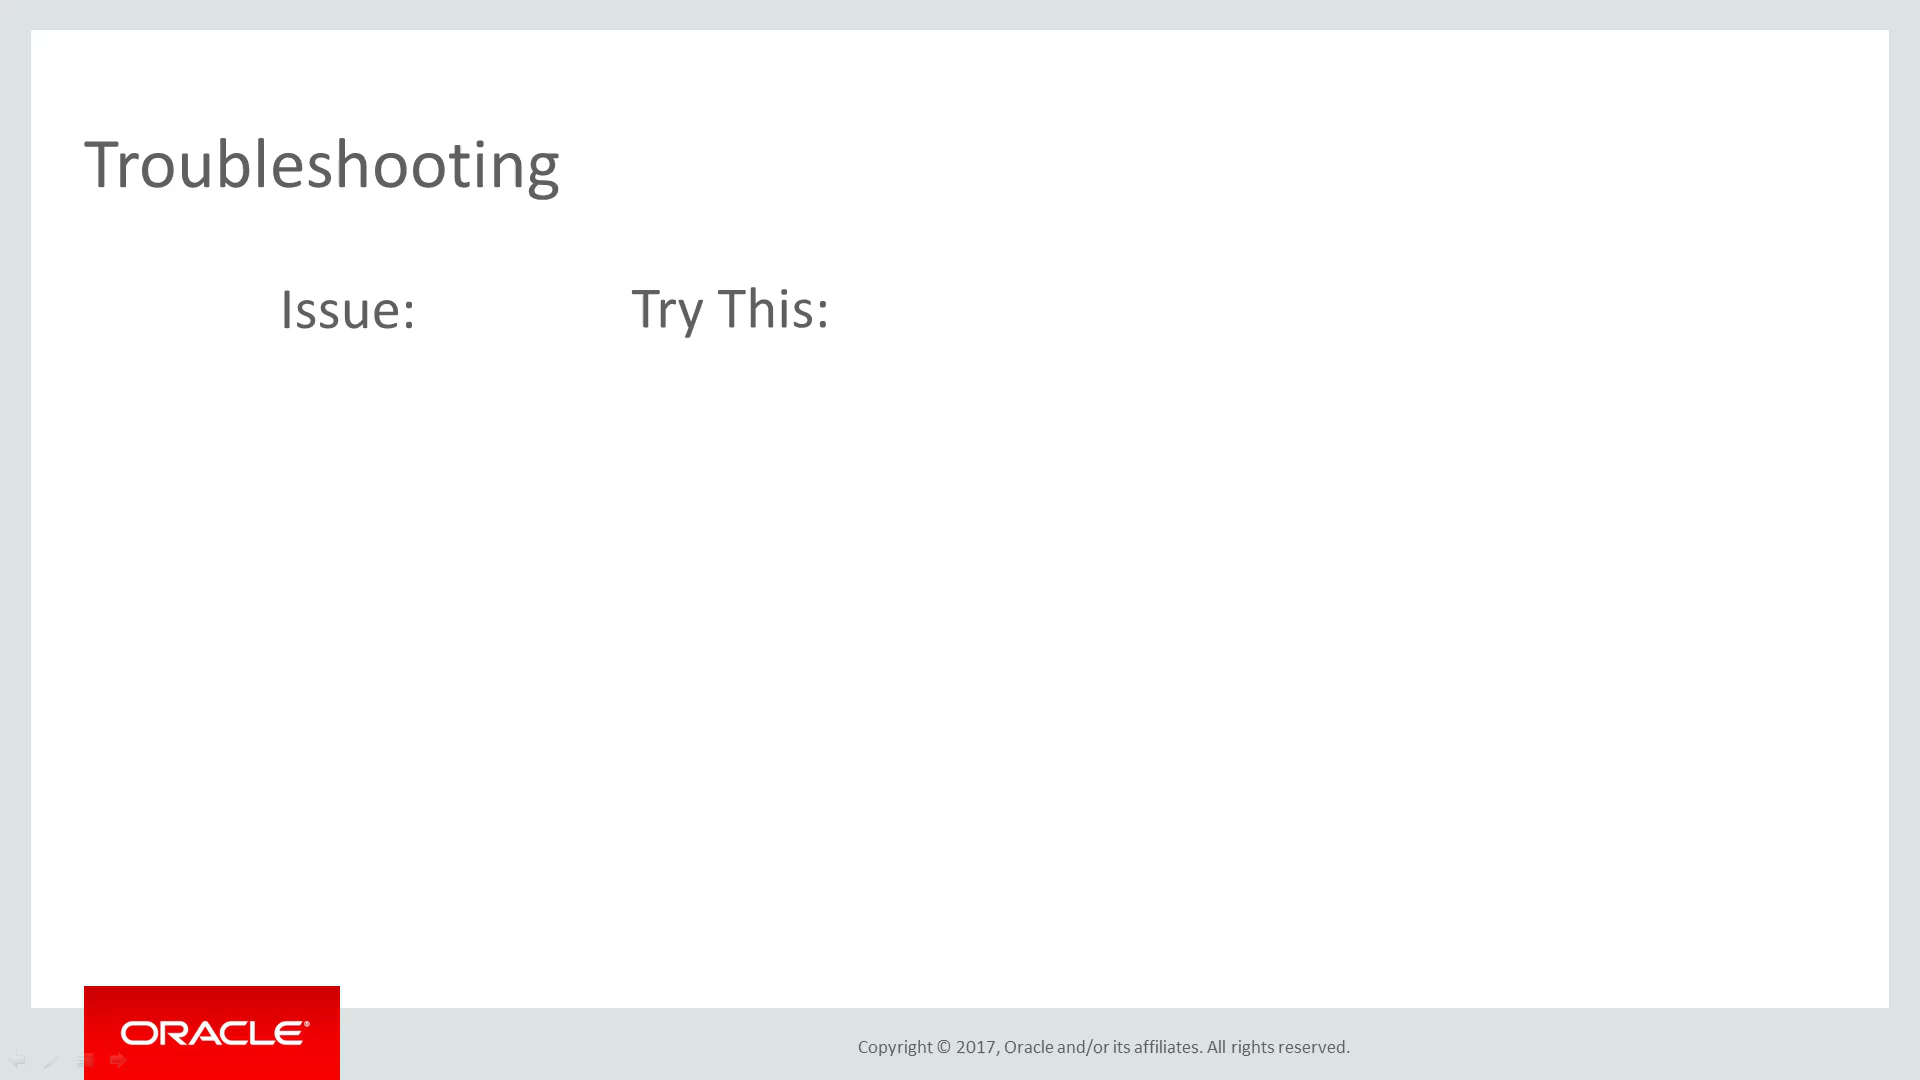 Troubleshooting
Issue:
Try This:
ORACLE®
Copyright © 2017, Oracle and/or its affiliates. All rights reserved.